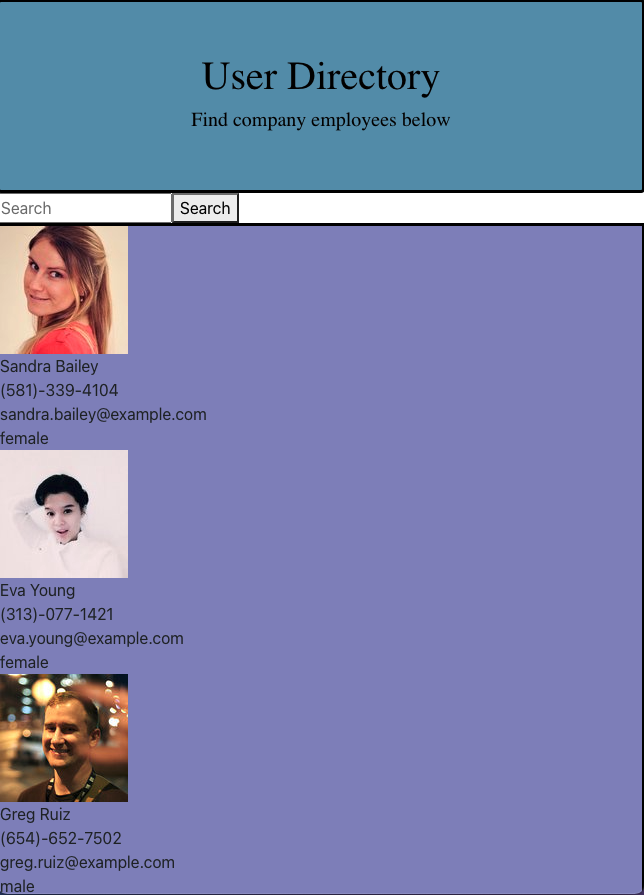 User Directory
Find company employees below
Search
Search
Sandra Bailey
(581)-339-4104
sandra.bailey@example.com
female
Eva Young
(313)-077-1421
eva.young@example.com
female
Greg Ruiz
(654)-652-7502
greg.ruiz@example.com
male